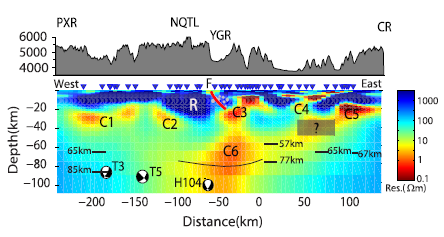 PXR NQTL YGR CR
6000
5000
4000
West F East
R
C1 C2 C3 C4 C5
?
C6
−20
−40
−60
−80
−100
Depth(km)
65km 57km 65km 67km
85km T3 T5 77km
H104
−200 −150 −100 −50 0 50 100
Distance(km)
1000
100
10
1
0.1
Res.(Ωm)